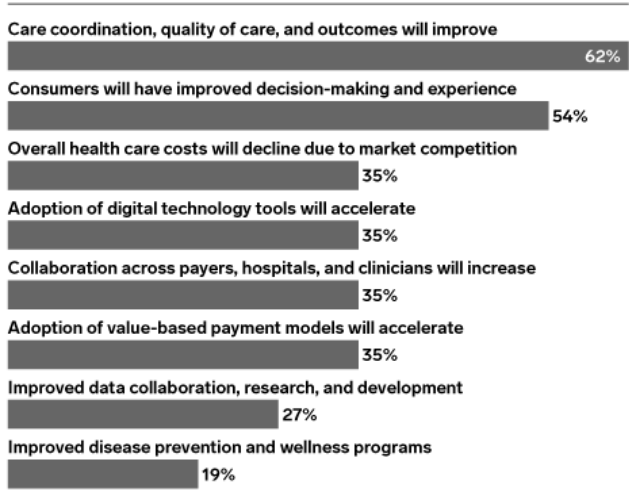 Care coordination, quality of care, and outcomes will improve
62%
Consumers will have improved decision-making and experience
54%
Overall health care costs will decline due to market competition
35%
Adoption of digital technology tools will accelerate
35%
Collaboration across payers, hospitals, and clinicians will increase
35%
Adoption of value-based payment models will accelerate
35%
Improved data collaboration, research, and development
27%
Improved disease prevention and wellness programs
19%